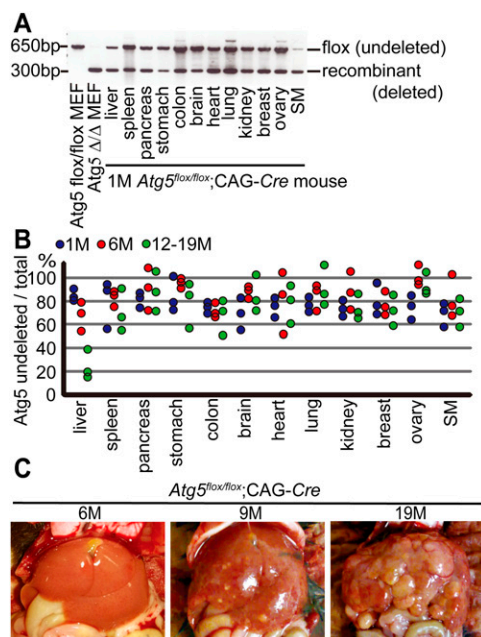 A
650bp
flox (undeleted)
300bp
recombinant
(deleted)
Atg5 flox/flox MEF
Atg5 Δ/Δ MEF
liver
spleen
pancreas
stomach
colon
brain
heart
lung
kidney
breast
ovary
SM
1M Atg5flox/flox;CAG-Cre mouse
B
1M 6M 12-19M
%
Atg5 undeleted / total
100
80
60
40
20
0
liver
spleen
pancreas
stomach
colon
brain
heart
lung
kidney
breast
ovary
SM
C
Atg5flox/flox;CAG-Cre
6M 9M 19M